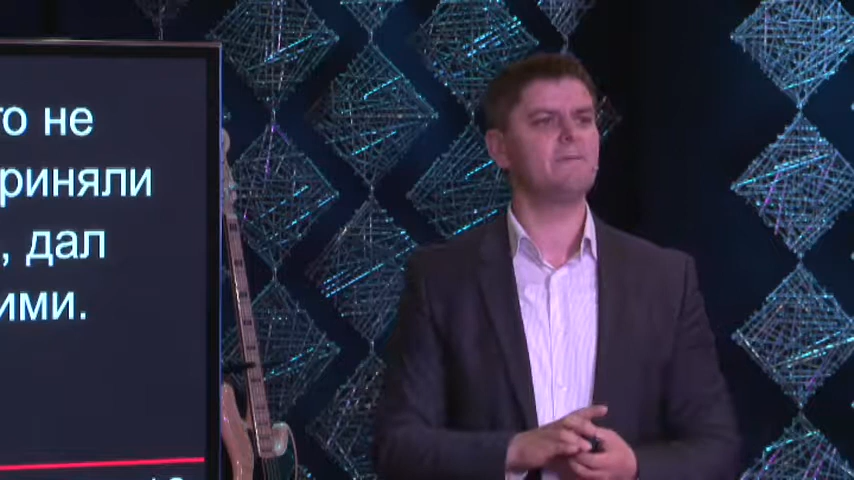 то не
риняли
, дал
ими.